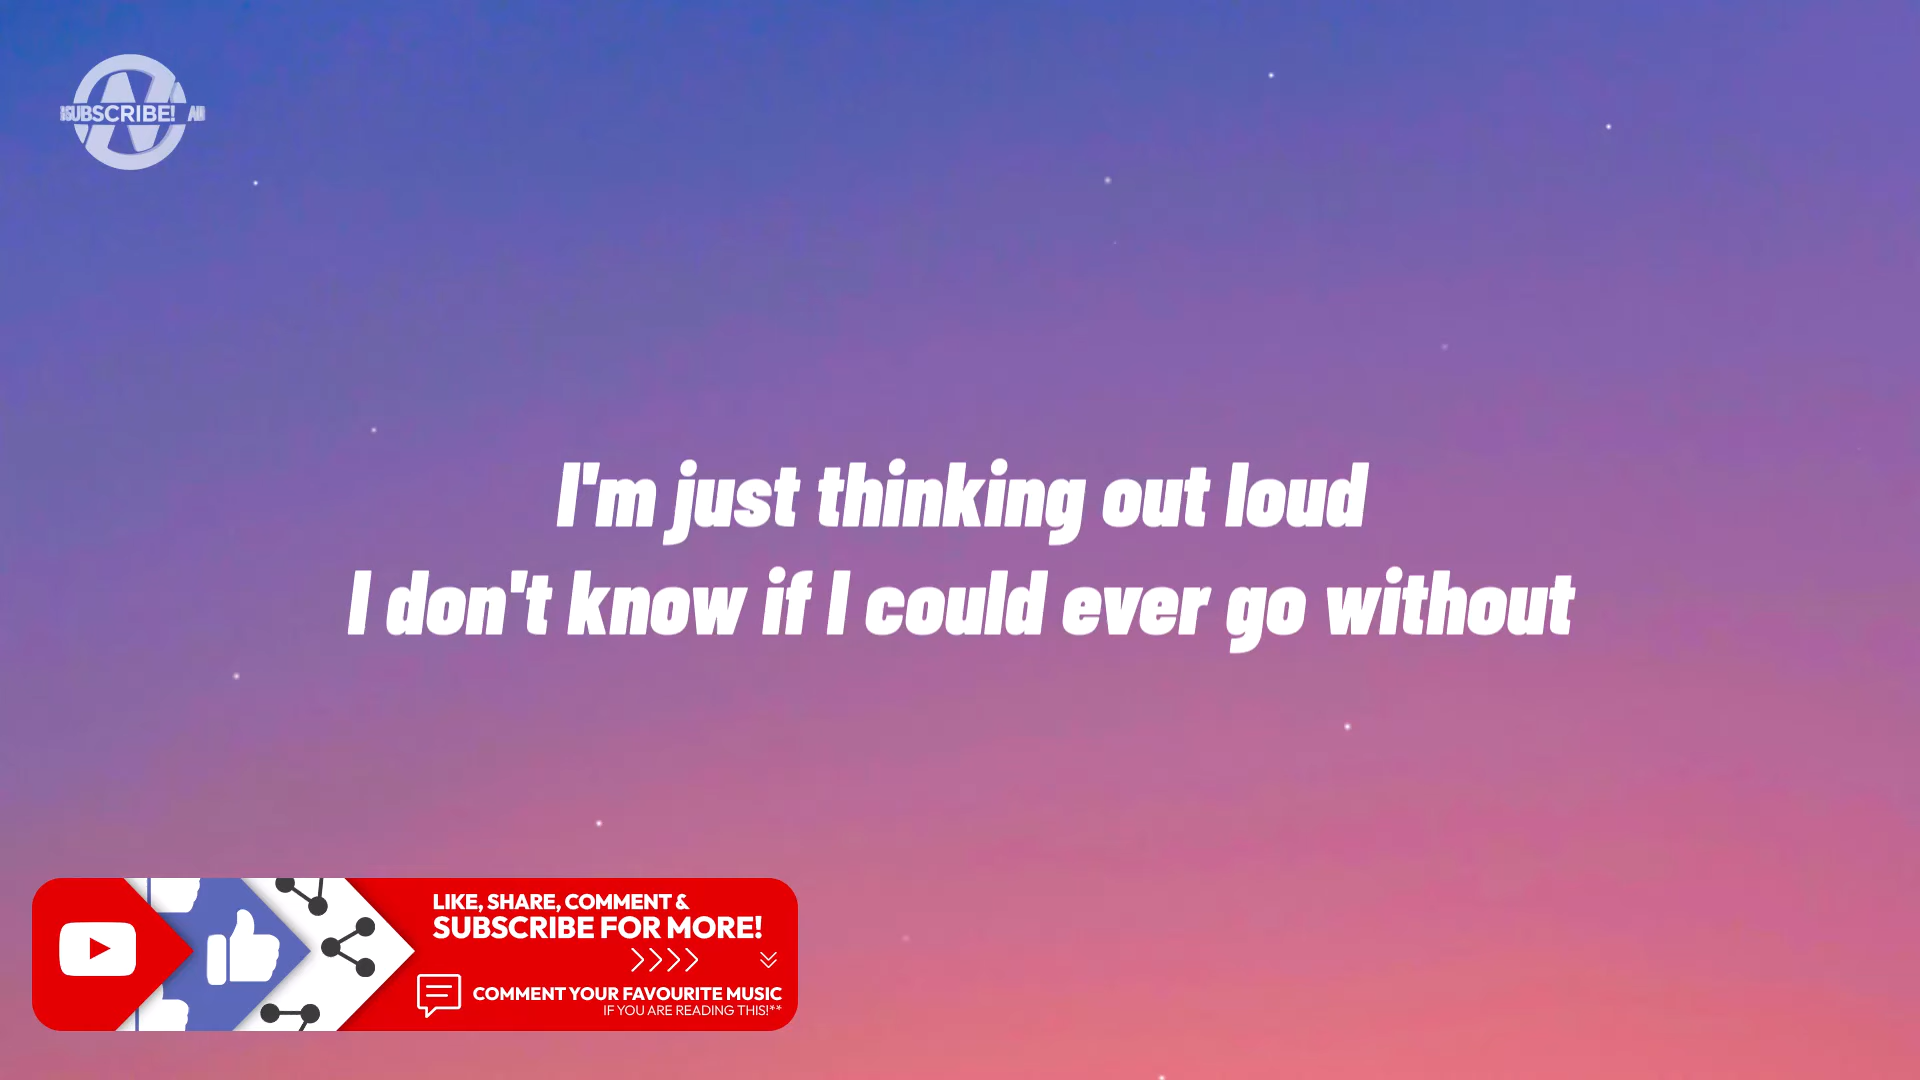 SUBSCRIBE!
I'm just thinking out loud
I don't know if I could ever go without
LIKE, SHARE, COMMENT &
SUBSCRIBE FOR MORE!
COMMENT YOUR FAVOURITE MUSIC
IF YOU ARE READING THIS!**